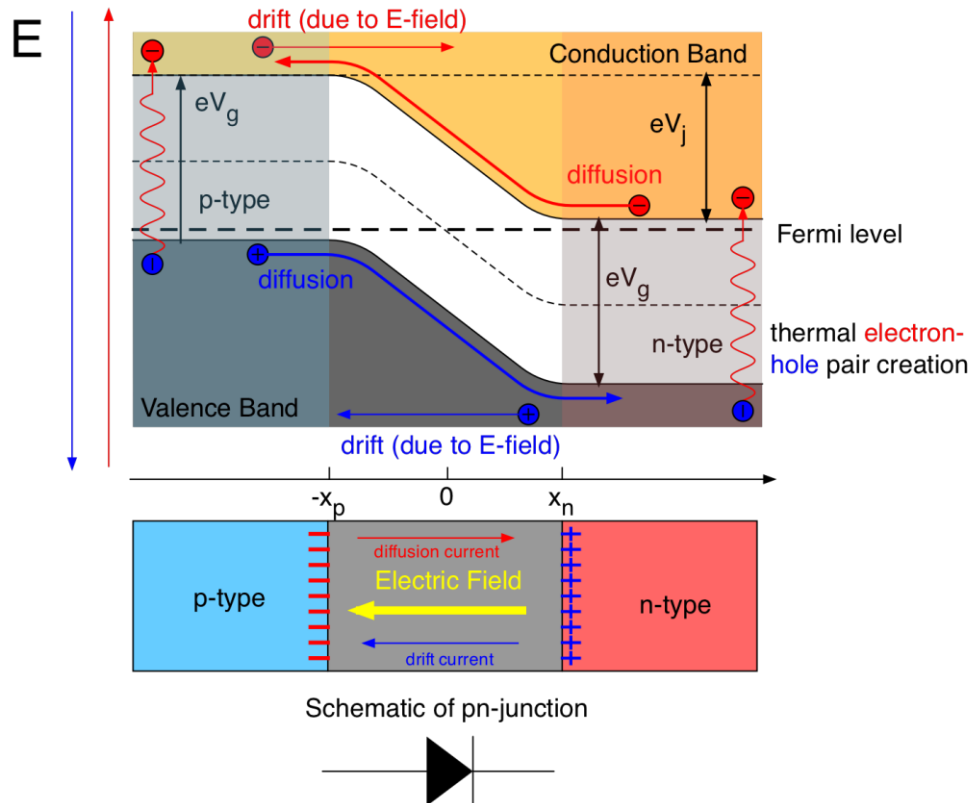 E
drift (due to E-field)
Conduction Band
eVg
eVj
p-type
diffusion
Fermi level
diffusion
eVg
n-type
thermal electron-
hole pair creation
Valence Band
drift (due to E-field)
-xp
0
xn
diffusion current
Electric Field
p-type
n-type
drift current
Schematic of pn-junction